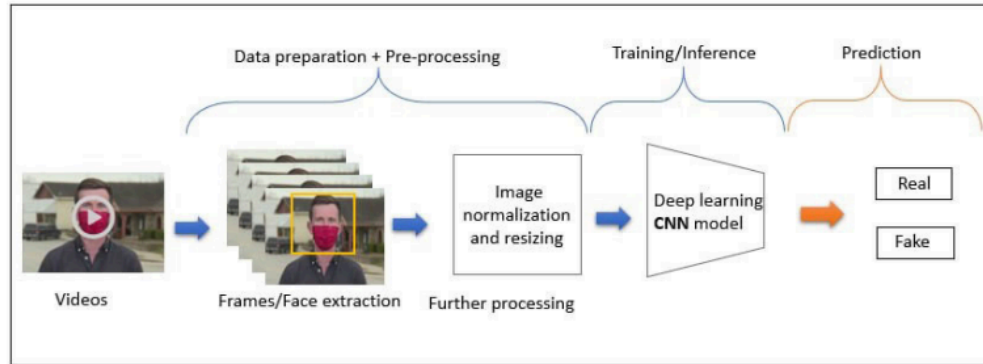 Data preparation + Pre-processing
Training/Inference
Prediction
Image
normalization
and resizing
Deep learning
CNN model
Real
Fake
Videos
Frames/Face extraction
Further processing